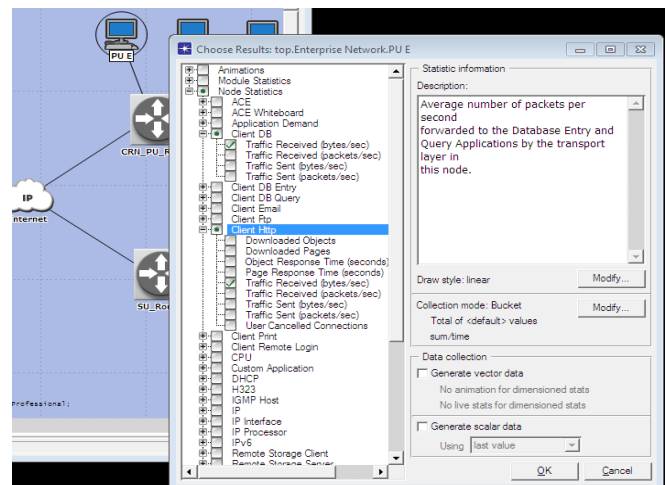 PU E
CRN_PU_R
IP
nternet
SU_Ro
Professional;
Choose Results: top.Enterprise Network.PU E
Animations
Module Statistics
Node Statistics
ACE
ACE Whiteboard
Application Demand
Client DB
Traffic Received (bytes/sec)
Traffic Received (packets/sec)
Traffic Sent (bytes/sec)
Traffic Sent (packets/sec)
Client DB Entry
Client DB Query
Client Email
Client Ftp
Client Http
Downloaded Objects
Downloaded Pages
Object Response Time (seconds)
Page Response Time (seconds)
Traffic Received (bytes/sec)
Traffic Received (packets/sec)
Traffic Sent (bytes/sec)
Traffic Sent (packets/sec)
User Cancelled Connections
Client Print
Client Remote Login
CPU
Custom Application
DHCP
H323
IGMP Host
IP
IP Interface
IP Processor
IPv6
Remote Storage Client
Remote Storage Server
Statistic information
Description:
Average number of packets per
second
forwarded to the Database Entry and
Query Applications by the transport
layer in
this node.
Draw style: linear
Modify...
Collection mode: Bucket
Modify...
Total of <default> values
sum/time
Data collection
Generate vector data
No animation for dimensioned stats
No live stats for dimensioned stats
Generate scalar data
Using last value
OK
Cancel